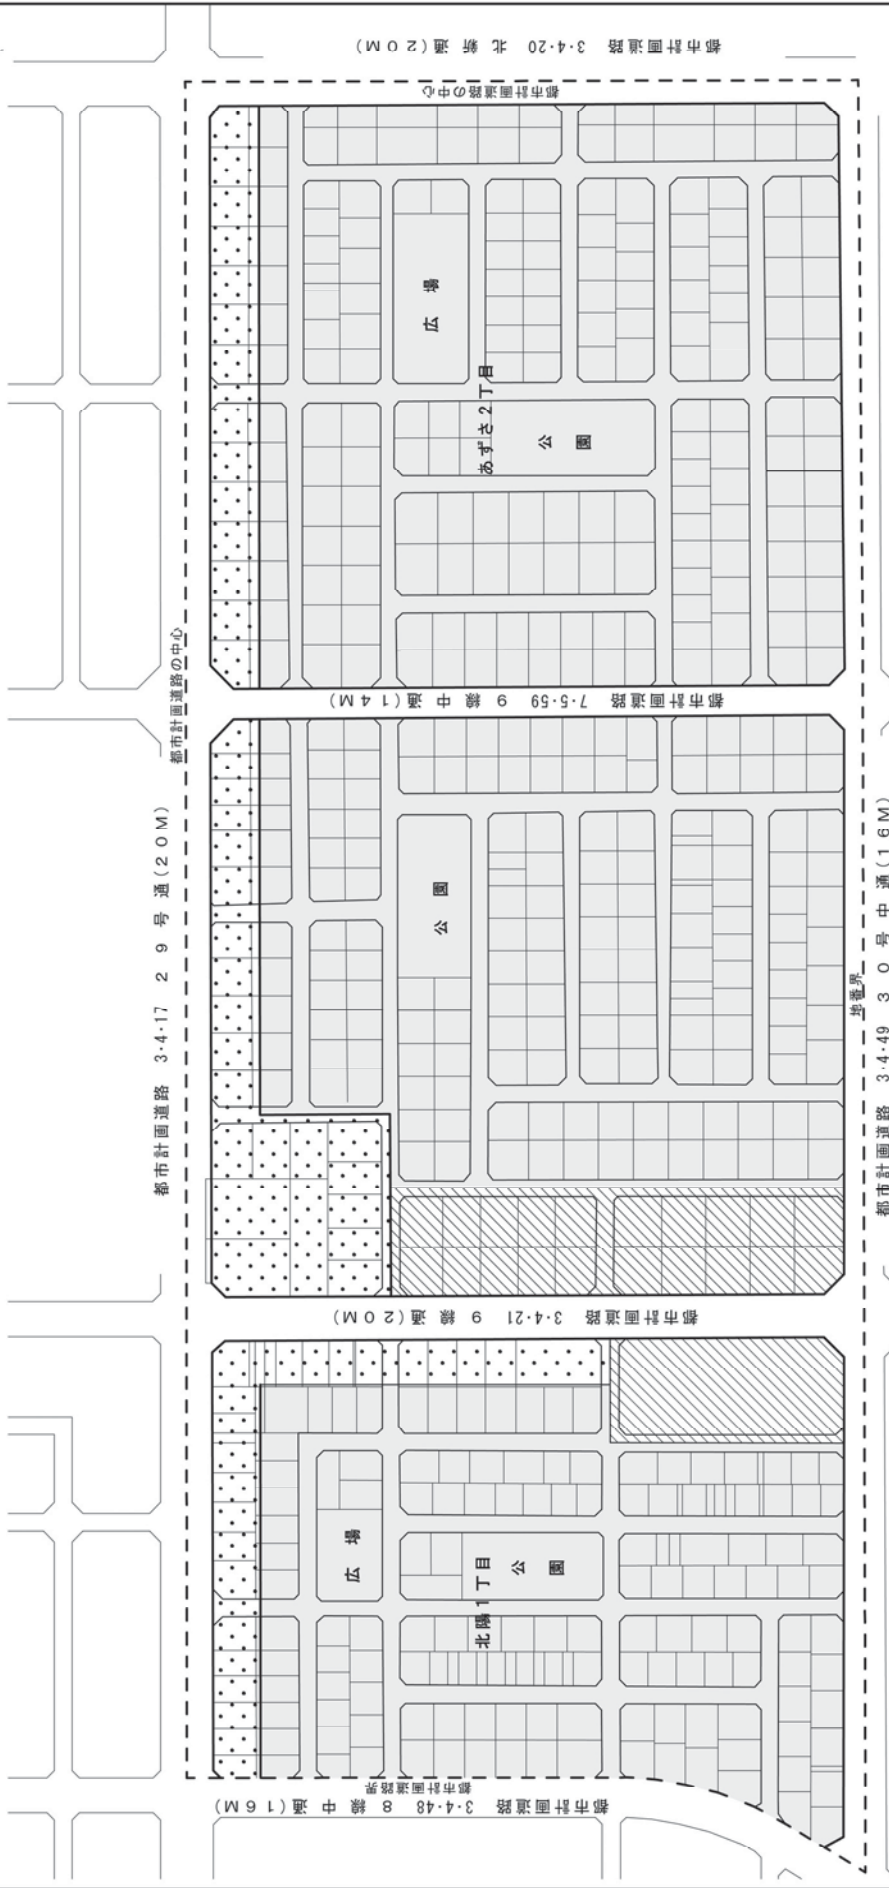 都市計画道路 3・4・20 北新通(20M)
都市計画道路の中心
広場
あずさ2丁目
公園
都市計画道路の中心
都市計画道路 7・5・59 9線中通(14M)
都市計画道路 3・4・17 29号通(20M)
公園
地番界
都市計画道路 3・4・49 30号中通(16M)
都市計画道路 3・4・21 9線通(20M)
広場
公園
北陽1丁目
都市計画道路界
都市計画道路 3・4・48 8線中通(16M)